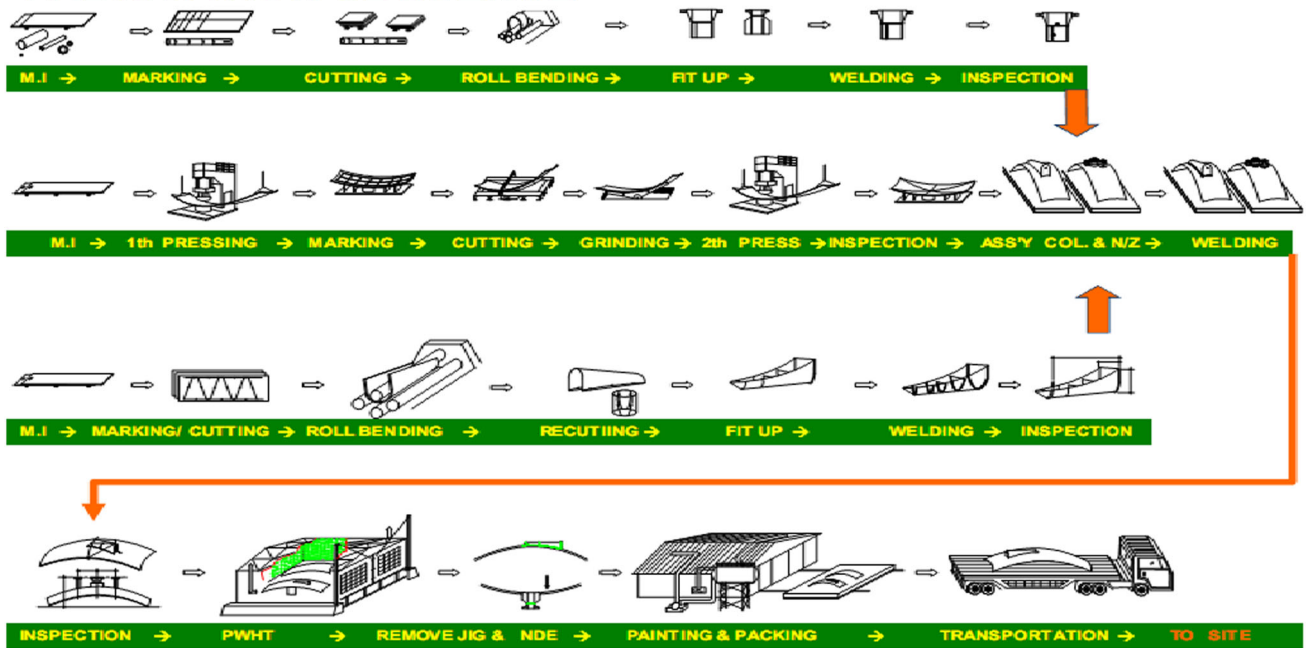 M.I → MARKING → CUTTING → ROLL BENDING → FIT UP → WELDING → INSPECTION
M.I → 1th PRESSING → MARKING → CUTTING → GRINDING → 2th PRESS → INSPECTION → ASS'Y COL. & N/Z → WELDING
M.I → MARKING/ CUTTING → ROLL BENDING → RECUTIING → FIT UP → WELDING → INSPECTION
INSPECTION → PWHT → REMOVE JIG & NDE → PAINTING & PACKING → TRANSPORTATION → TO SITE